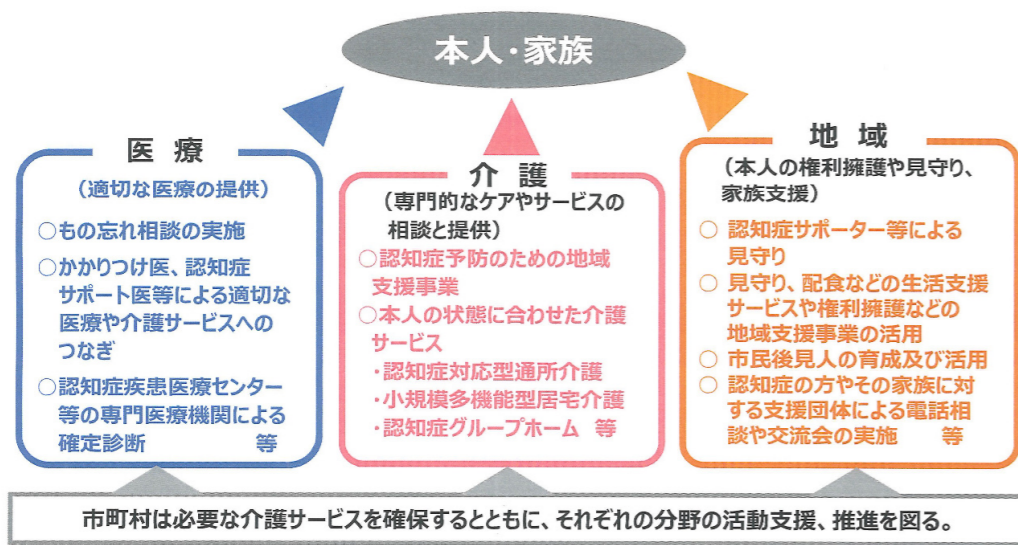 本人・家族
医 療
(適切な医療の提供)
○もの忘れ相談の実施
○かかりつけ医、認知症
サポート医等による適切な
医療や介護サービスへの
つなぎ
○認知症疾患医療センター
等の専門医療機関による
確定診断 等
介 護
(専門的なケアやサービスの
相談と提供)
○認知症予防のための地域
支援事業
○本人の状態に合わせた介護
サービス
・認知症対応型通所介護
・小規模多機能型居宅介護
・認知症グループホーム 等
地 域
(本人の権利擁護や見守り、
家族支援)
○ 認知症サポーター等による
見守り
○ 見守り、配食などの生活支援
サービスや権利擁護などの
地域支援事業の活用
○ 市民後見人の育成及び活用
○ 認知症の方やその家族に対
する支援団体による電話相
談や交流会の実施 等
市町村は必要な介護サービスを確保するとともに、それぞれの分野の活動支援、推進を図る。